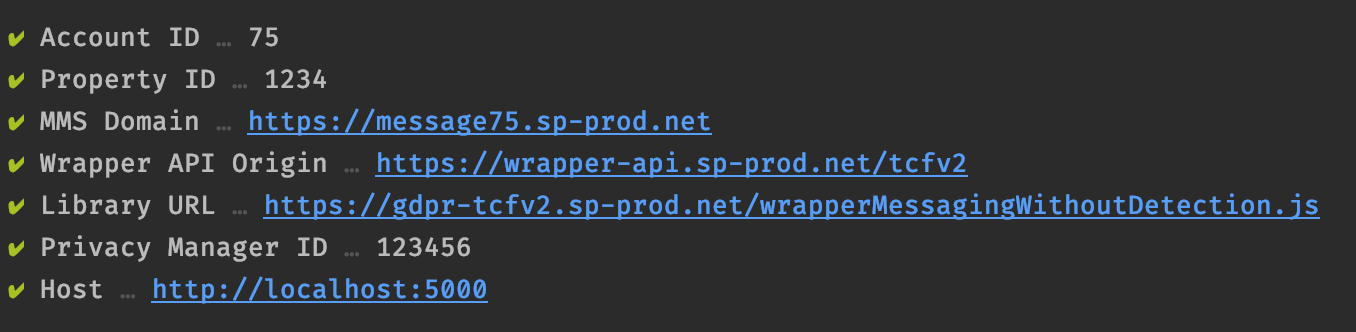 ✔ Account ID … 75
✔ Property ID … 1234
✔ MMS Domain … https://message75.sp-prod.net
✔ Wrapper API Origin … https://wrapper-api.sp-prod.net/tcfv2
✔ Library URL … https://gdpr-tcfv2.sp-prod.net/wrapperMessagingWithoutDetection.js
✔ Privacy Manager ID … 123456
✔ Host … http://localhost:5000